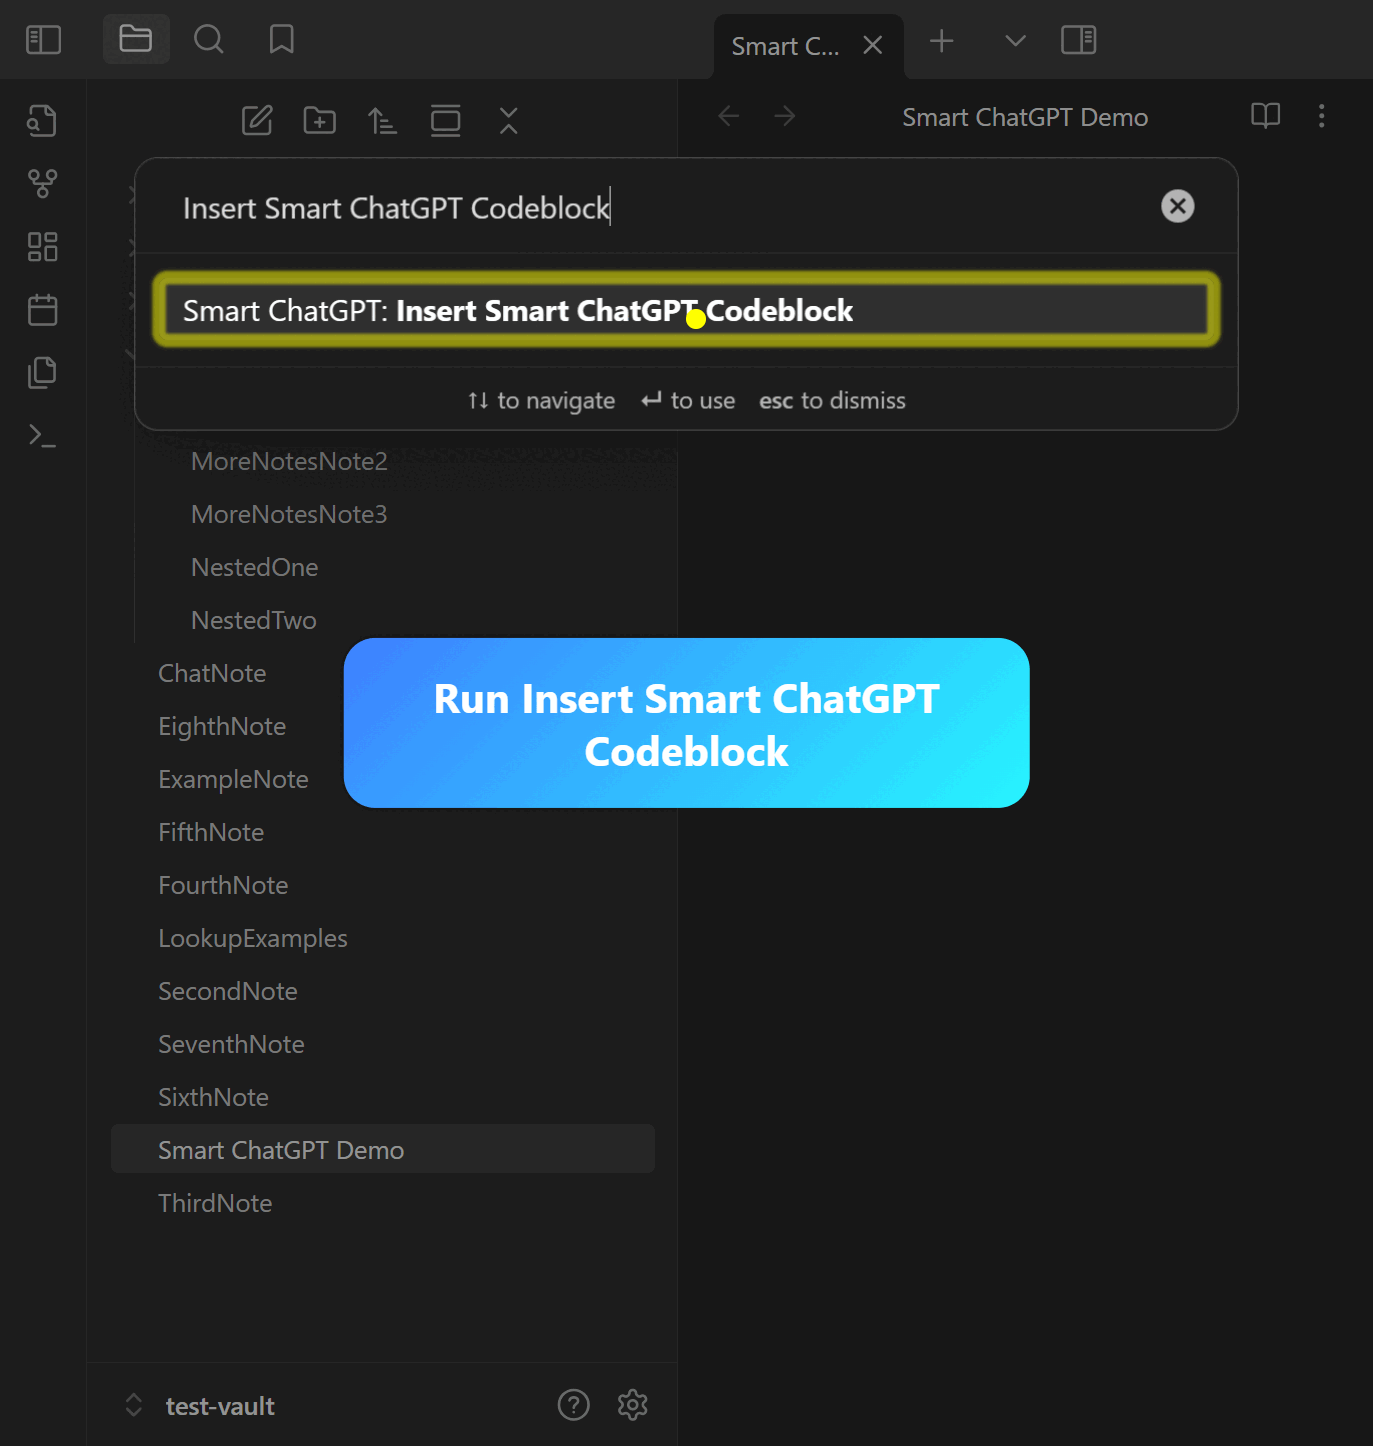 Smart C...
Smart ChatGPT Demo
Insert Smart ChatGPT Codeblock
Smart ChatGPT: Insert Smart ChatGPT Codeblock
↑↓ to navigate ↵ to use esc to dismiss
MoreNotesNote2
MoreNotesNote3
NestedOne
NestedTwo
ChatNote
EighthNote
ExampleNote
FifthNote
FourthNote
LookupExamples
SecondNote
SeventhNote
SixthNote
Smart ChatGPT Demo
ThirdNote
Run Insert Smart ChatGPT
Codeblock
test-vault